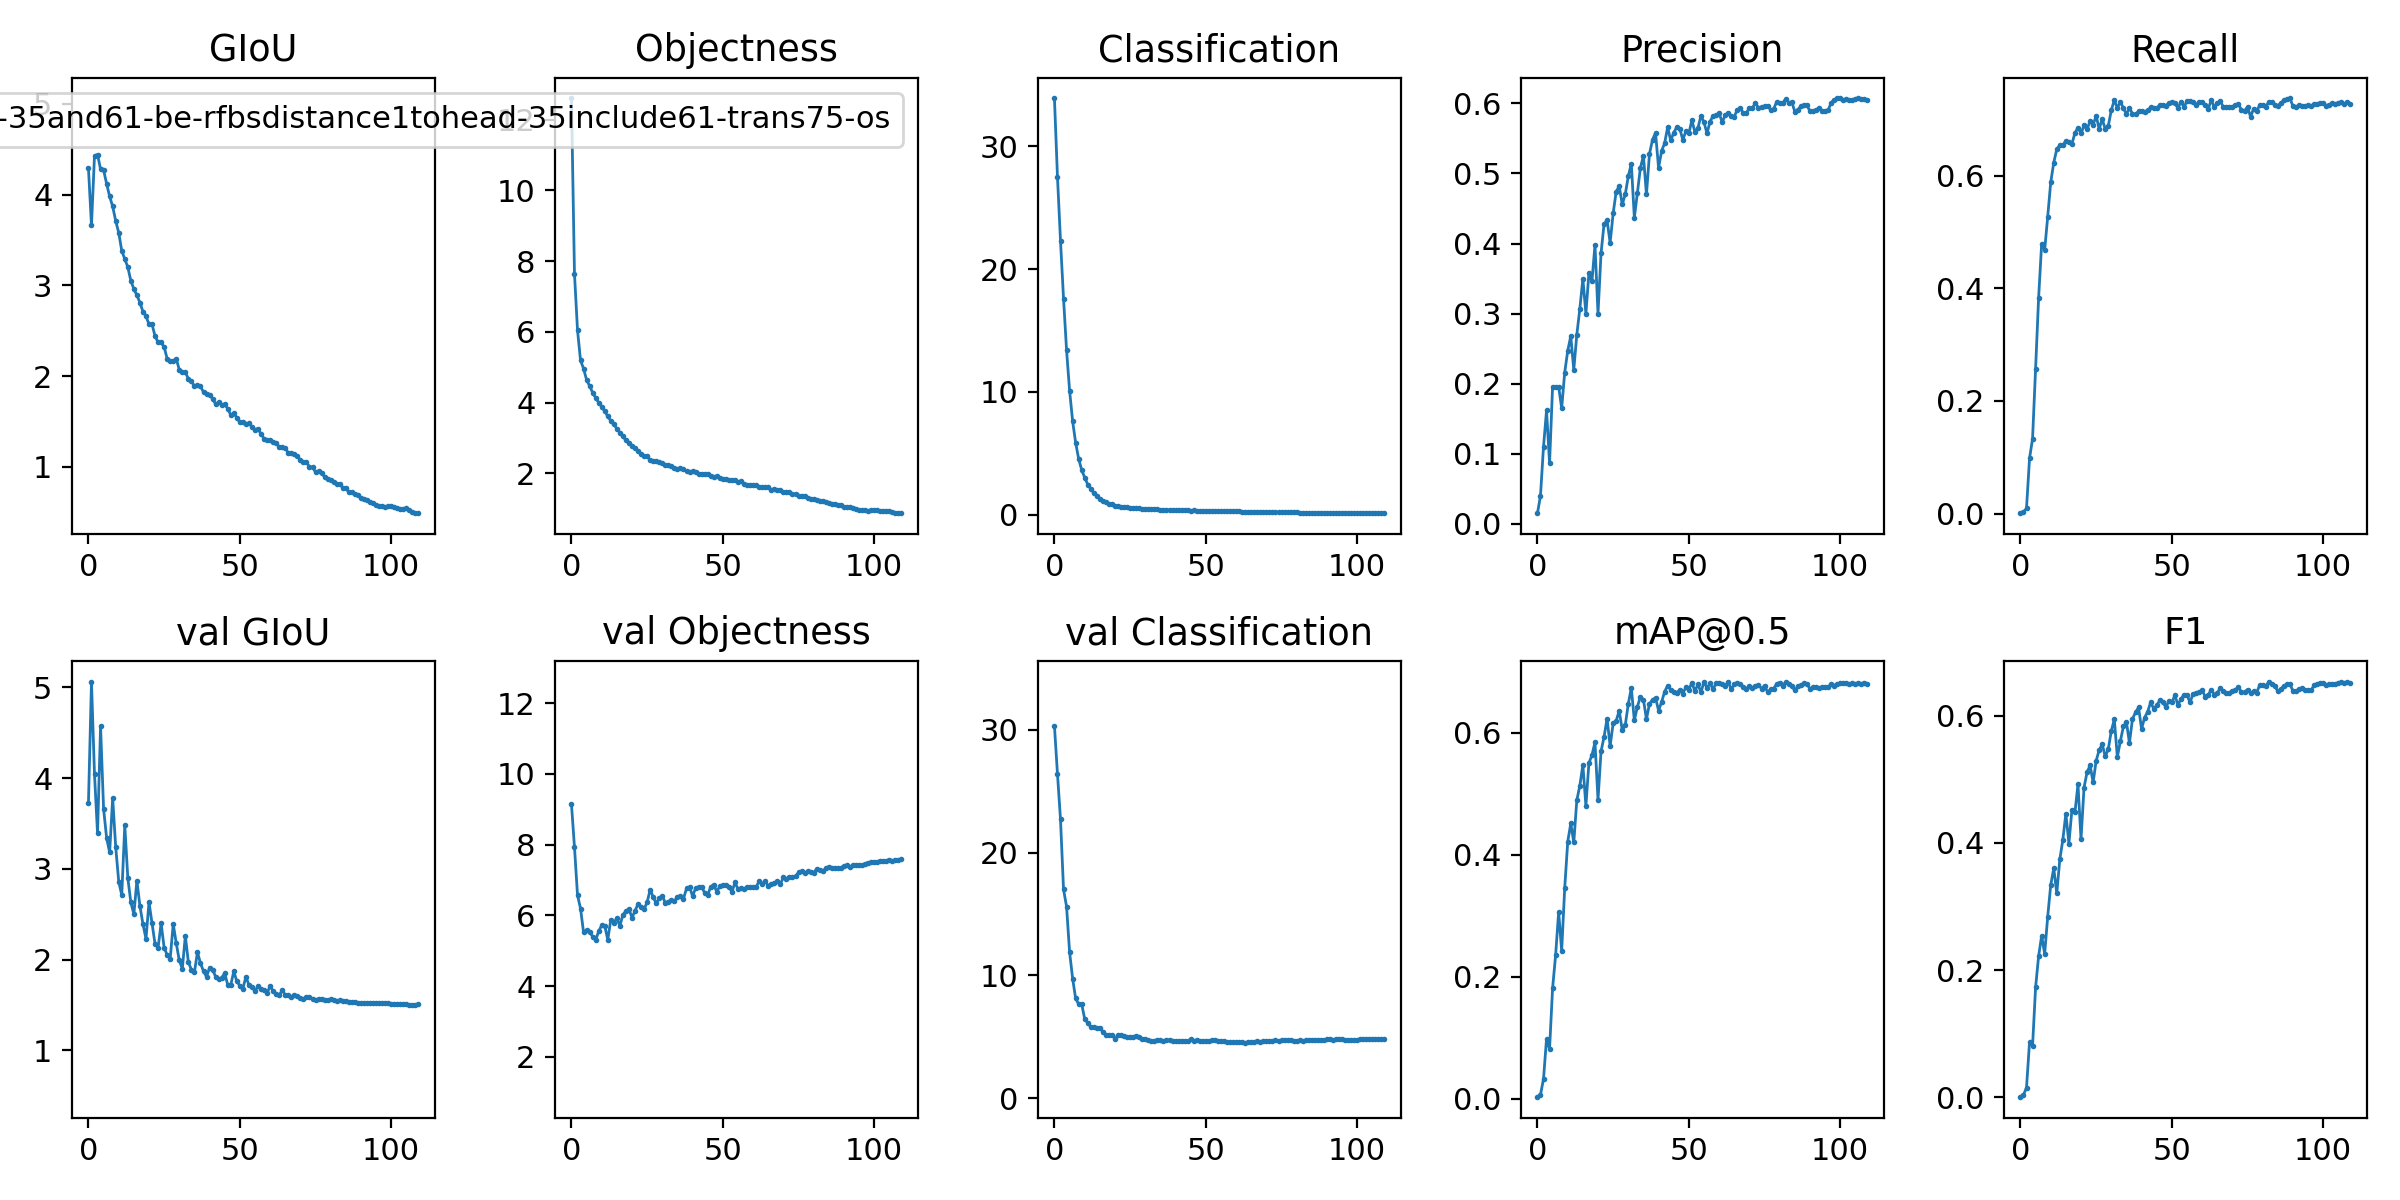 GIoU
Objectness
Classification
Precision
Recall
-35and61-be-rfbsdistance1tohead-35include61-trans75-os
5
4
3
2
1
0 50 100
12
10
8
6
4
2
0 50 100
30
20
10
0
0 50 100
0.6
0.5
0.4
0.3
0.2
0.1
0.0
0 50 100
0.6
0.4
0.2
0.0
0 50 100
val GIoU
val Objectness
val Classification
mAP@0.5
F1
5
4
3
2
1
0 50 100
12
10
8
6
4
2
0 50 100
30
20
10
0
0 50 100
0.6
0.4
0.2
0.0
0 50 100
0.6
0.4
0.2
0.0
0 50 100